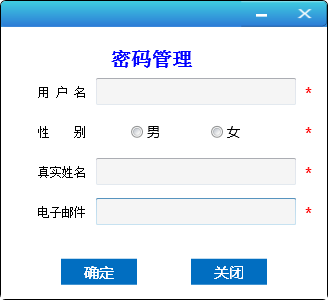 密码管理
用 户 名 *
性 别 男 女 *
真实姓名 *
电子邮件 *
确定 关闭